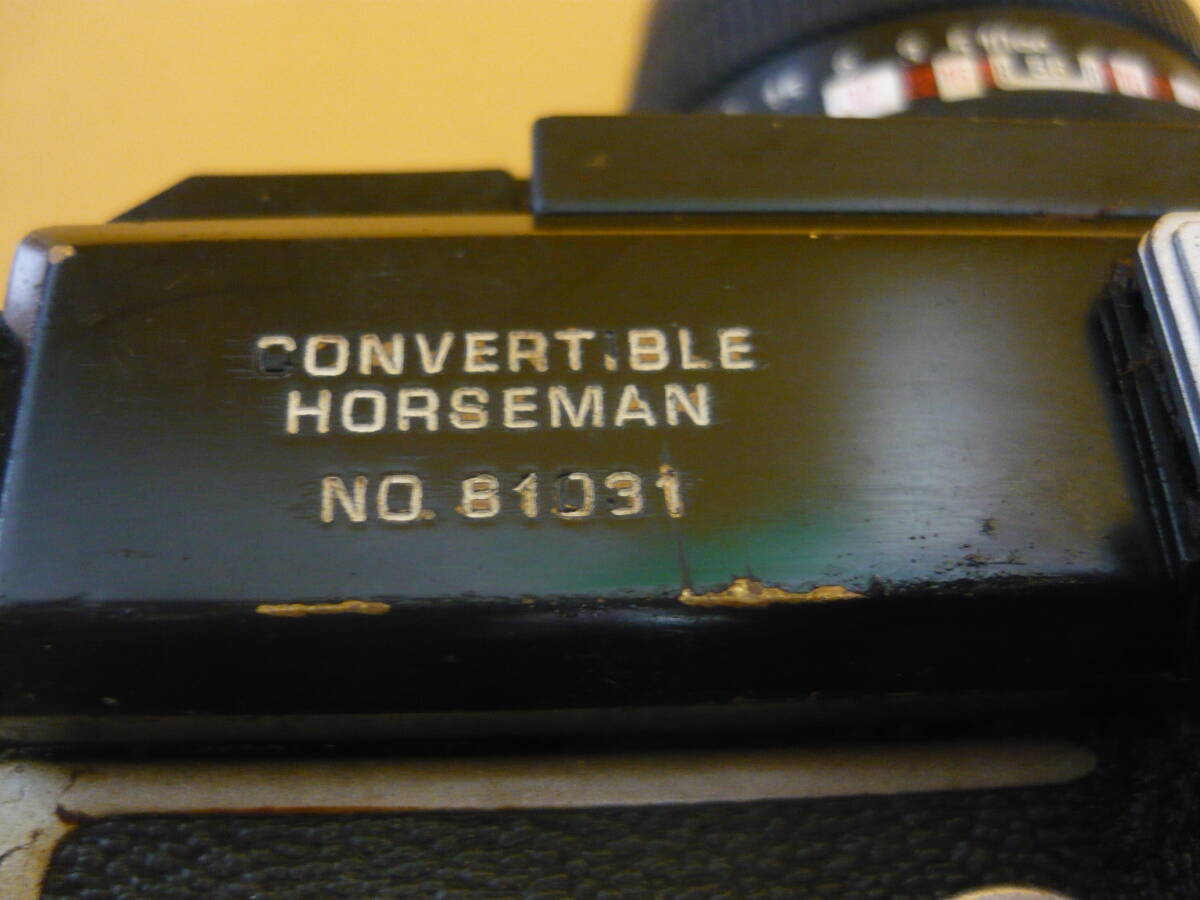 CONVERTIBLE
HORSEMAN
NO. 81031